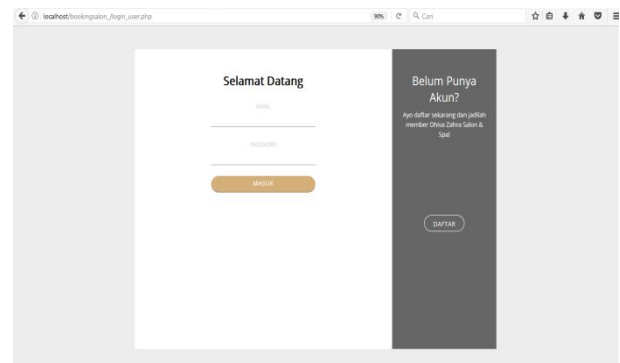 localhost/bookingsalon_/login_user.php
90%
Cari
Selamat Datang
EMAIL
PASSWORD
MASUK
Belum Punya
Akun?
Ayo daftar sekarang dan jadilah
member Dhiva Zahra Salon &
Spa!
DAFTAR